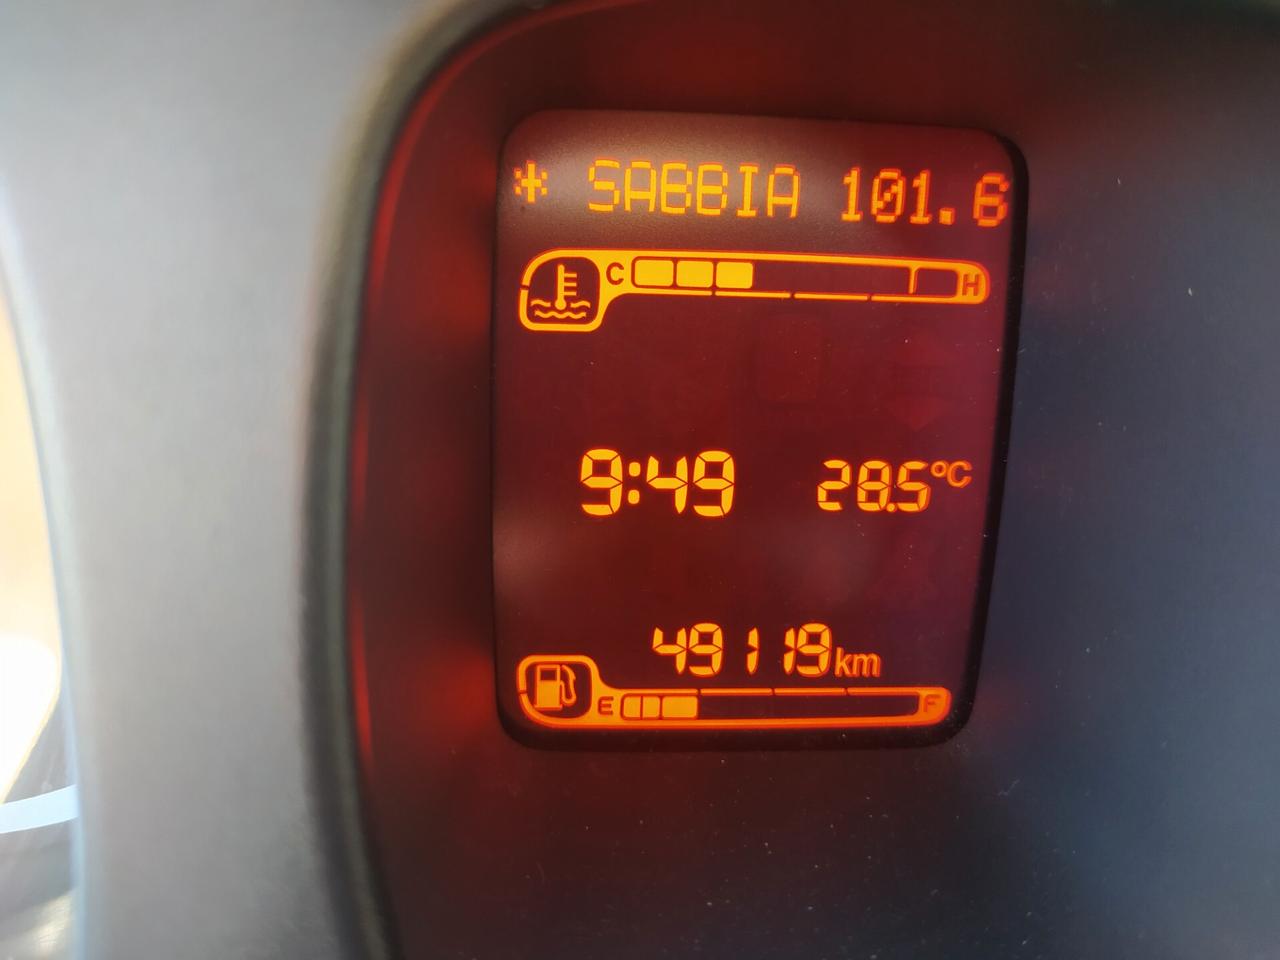 * SABBIA 101.6
C H
9:49 28.5°C
49119km
E F